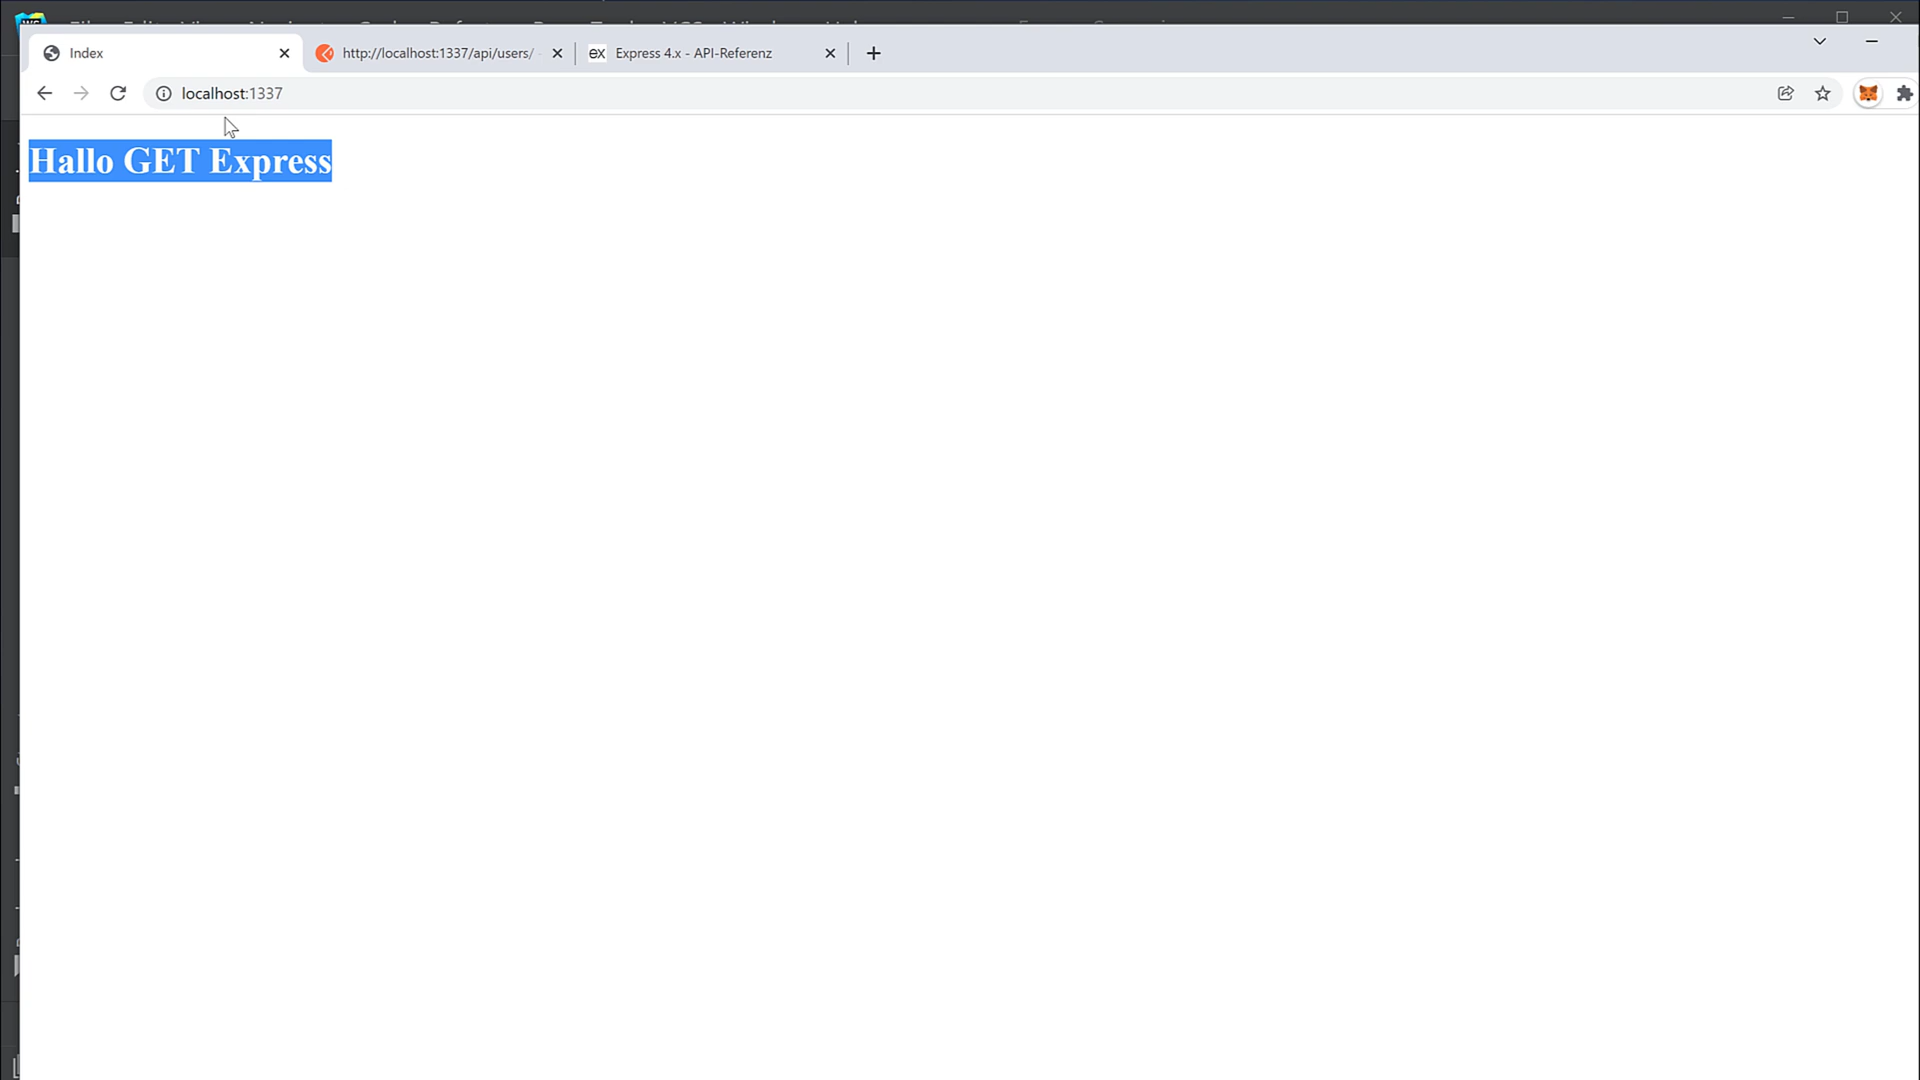 Index
http://localhost:1337/api/users/ -
Express 4.x - API-Referenz
localhost:1337
Hallo GET Express